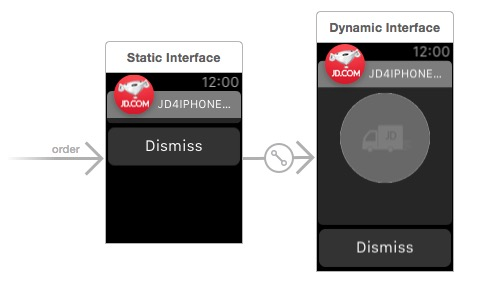 Dynamic Interface
Static Interface
12:00
JD.COM
JD4IPHONE...
order
Dismiss
12:00
JD.COM
JD4IPHONE...
JD
Dismiss